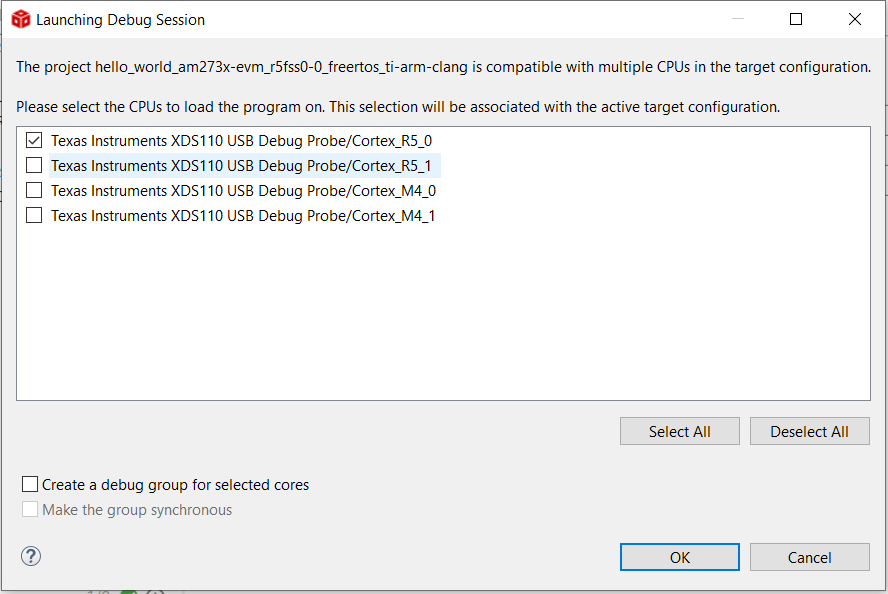 Launching Debug Session
The project hello_world_am273x-evm_r5fss0-0_freertos_ti-arm-clang is compatible with multiple CPUs in the target configuration.
Please select the CPUs to load the program on. This selection will be associated with the active target configuration.
Texas Instruments XDS110 USB Debug Probe/Cortex_R5_0
Texas Instruments XDS110 USB Debug Probe/Cortex_R5_1
Texas Instruments XDS110 USB Debug Probe/Cortex_M4_0
Texas Instruments XDS110 USB Debug Probe/Cortex_M4_1
Select All
Deselect All
Create a debug group for selected cores
Make the group synchronous
?
OK
Cancel